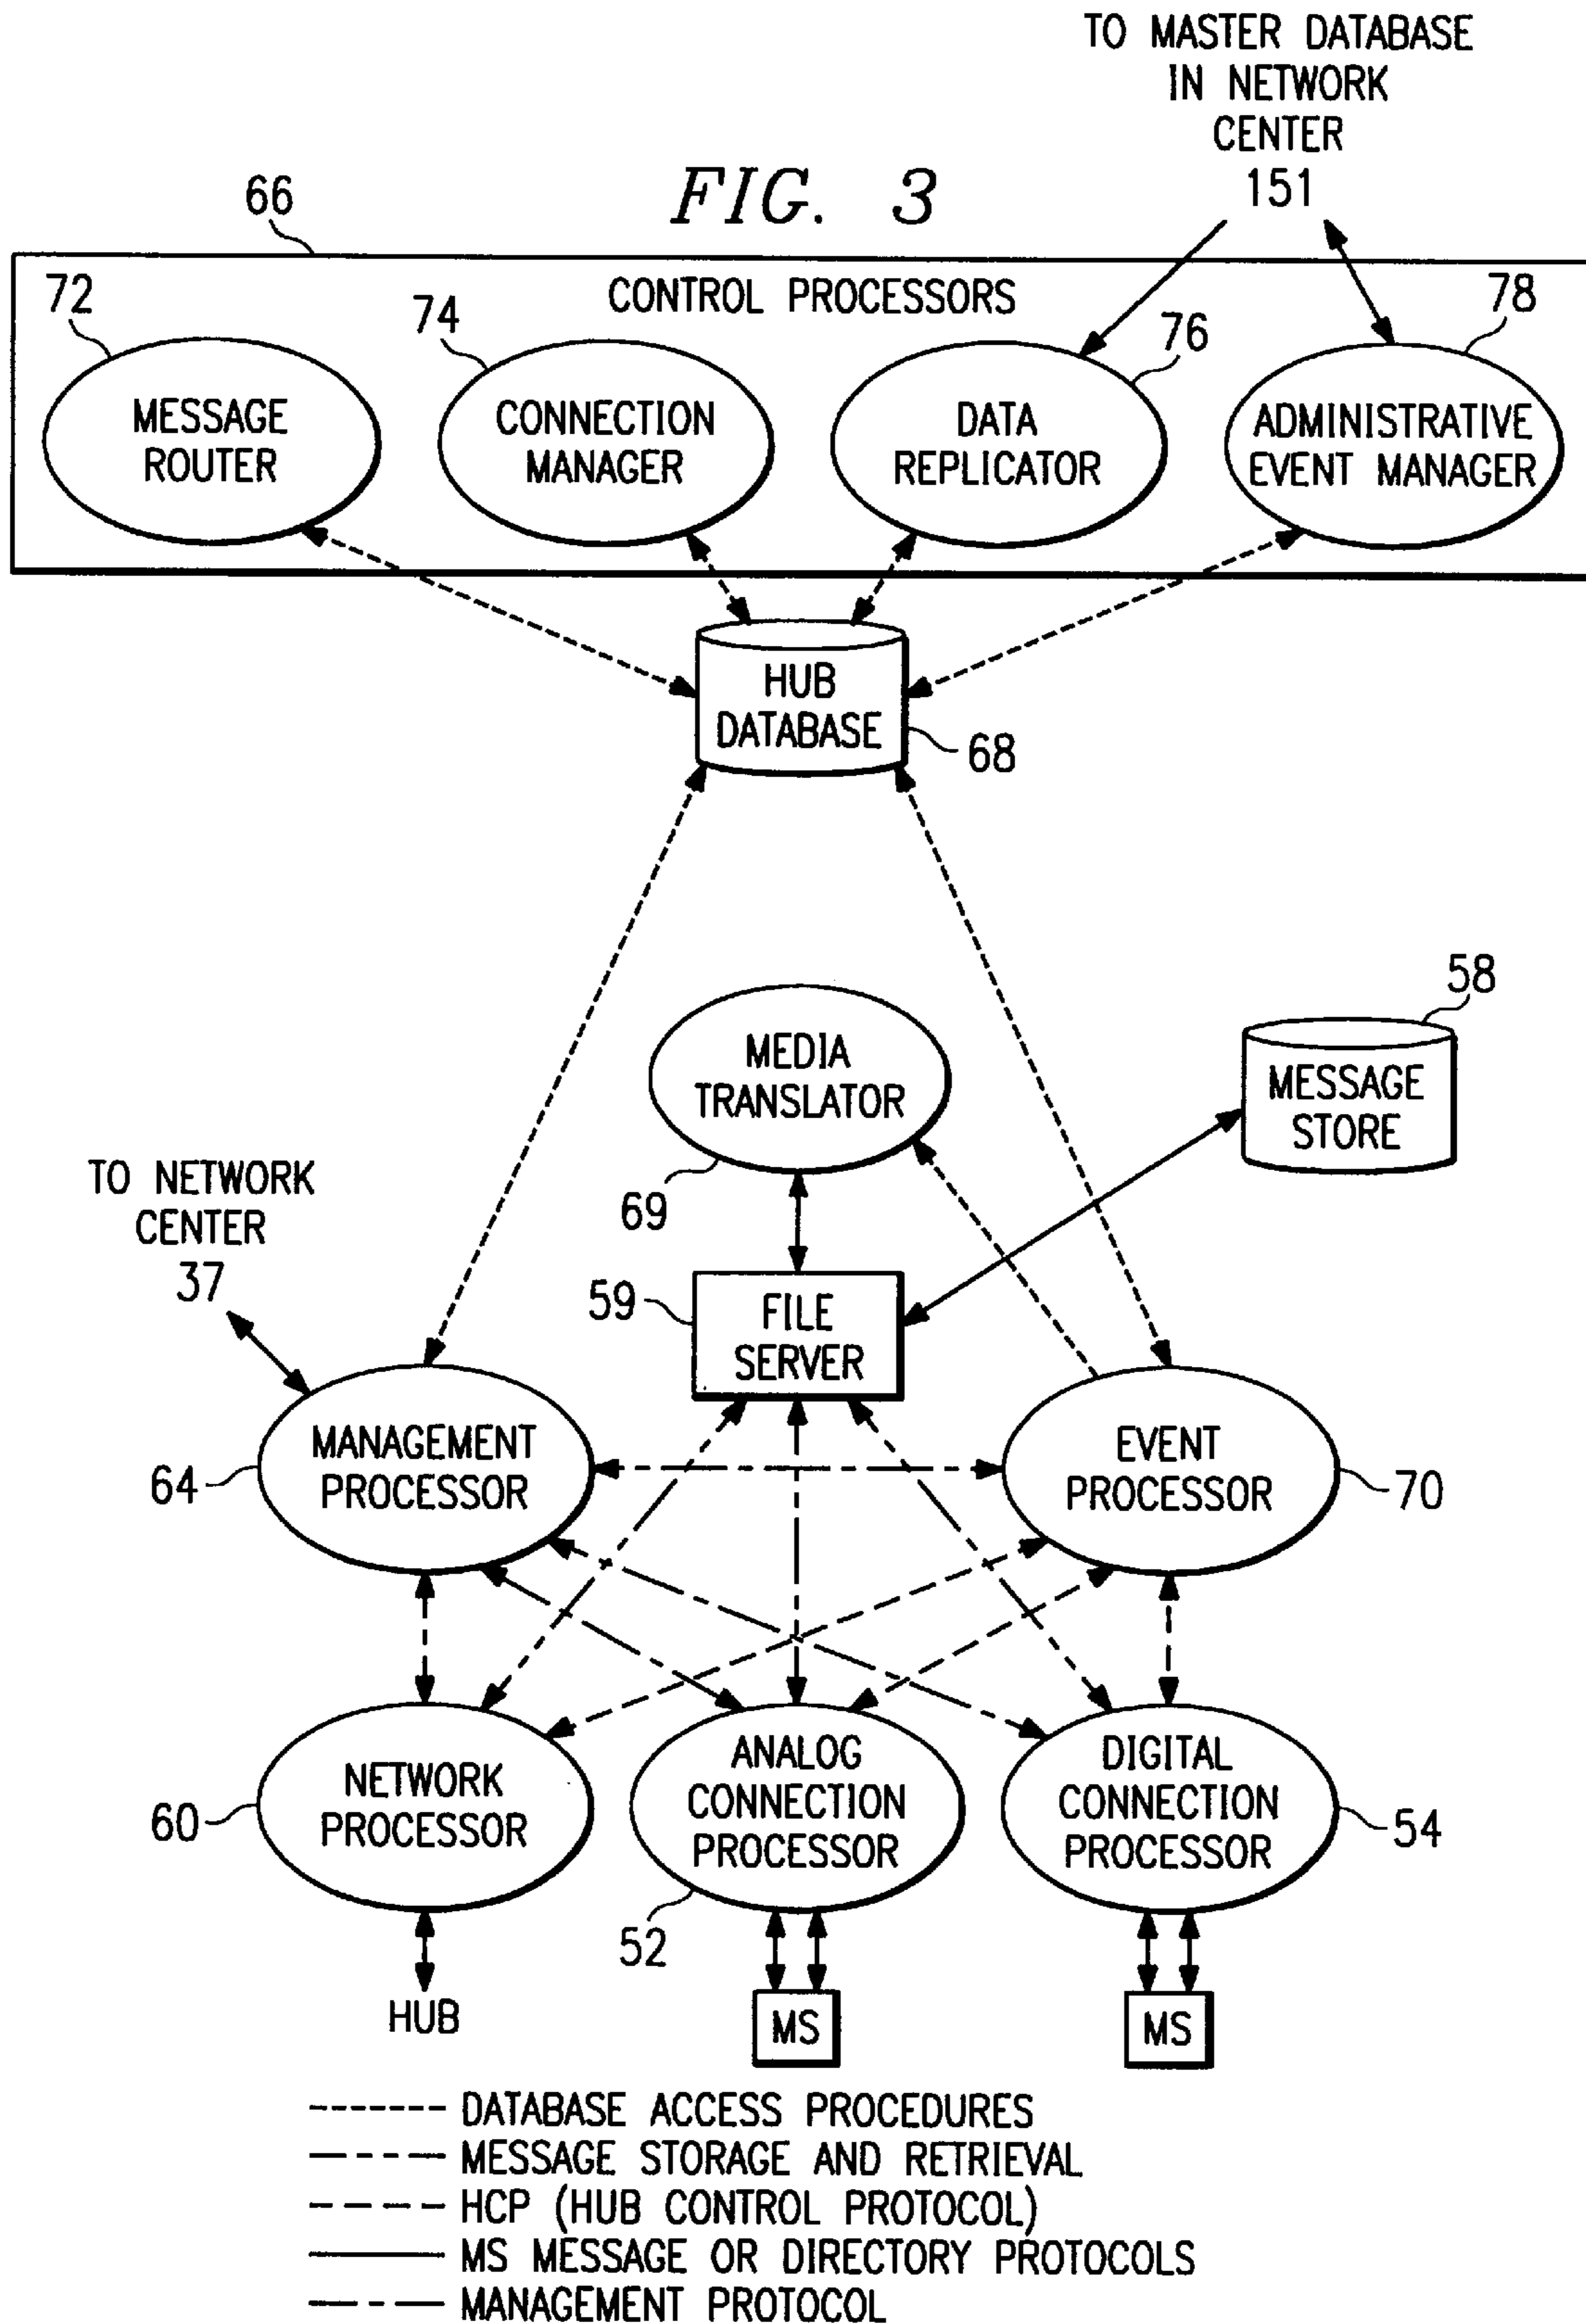 TO MASTER DATABASE
IN NETWORK
CENTER
151
FIG. 3
66
CONTROL PROCESSORS
72
74
76
78
MESSAGE
ROUTER
CONNECTION
MANAGER
DATA
REPLICATOR
ADMINISTRATIVE
EVENT MANAGER
HUB
DATABASE
68
58
MESSAGE
STORE
MEDIA
TRANSLATOR
69
TO NETWORK
CENTER
37
59
FILE
SERVER
MANAGEMENT
PROCESSOR
64
EVENT
PROCESSOR
70
NETWORK
PROCESSOR
60
ANALOG
CONNECTION
PROCESSOR
52
DIGITAL
CONNECTION
PROCESSOR
54
HUB
MS
MS
DATABASE ACCESS PROCEDURES
MESSAGE STORAGE AND RETRIEVAL
HCP (HUB CONTROL PROTOCOL)
MS MESSAGE OR DIRECTORY PROTOCOLS
MANAGEMENT PROTOCOL